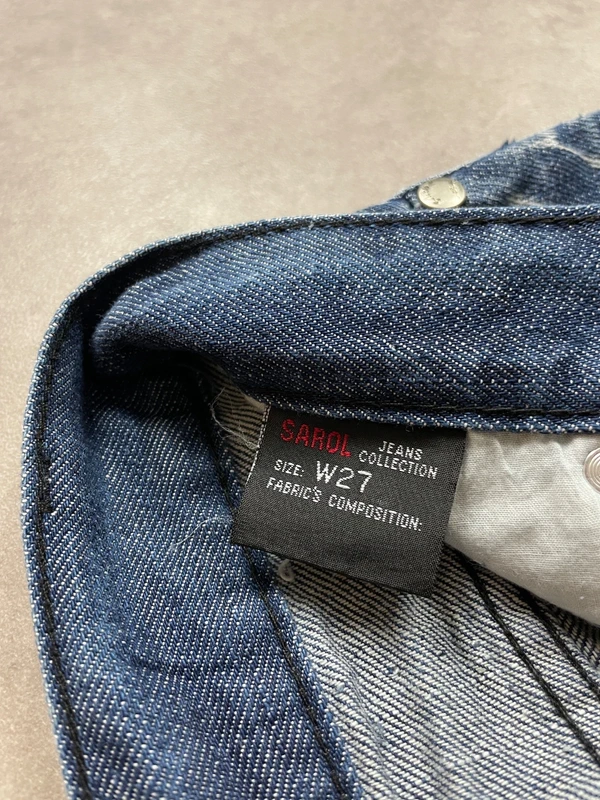 SAROL JEANS COLLECTION
SIZE: W27
FABRIC'S COMPOSITION: